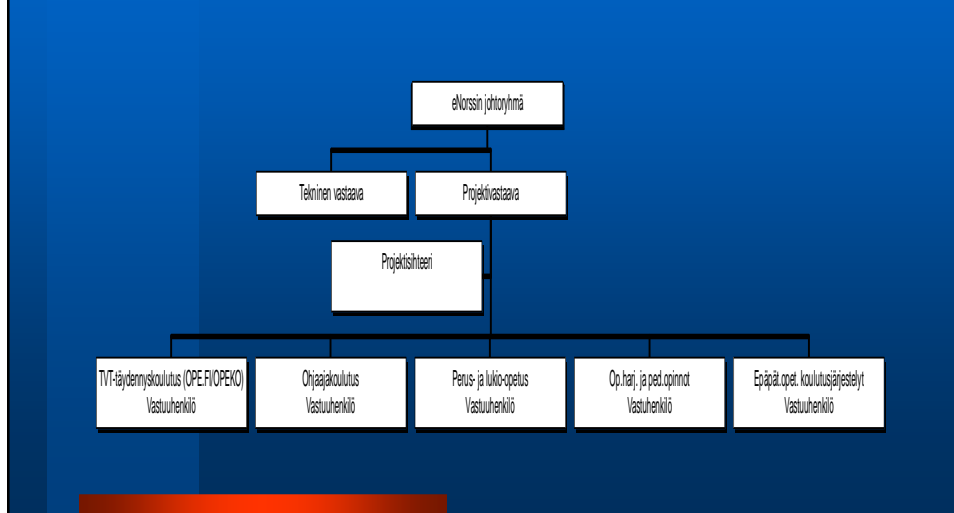 eNorssin johtoryhmä
Tekninen vastaava
Projektivastaava
Projektisihteeri
TVT-täydennyskoulutus (OPE.FI/OPEKO)
Vastuuhenkilö
Ohjaajakoulutus
Vastuuhenkilö
Perus- ja lukio-opetus
Vastuuhenkilö
Op.harj. ja ped.opinnot
Vastuhenkilö
Epäpät.opet. koulutusjärjestelyt
Vastuuhenkilö